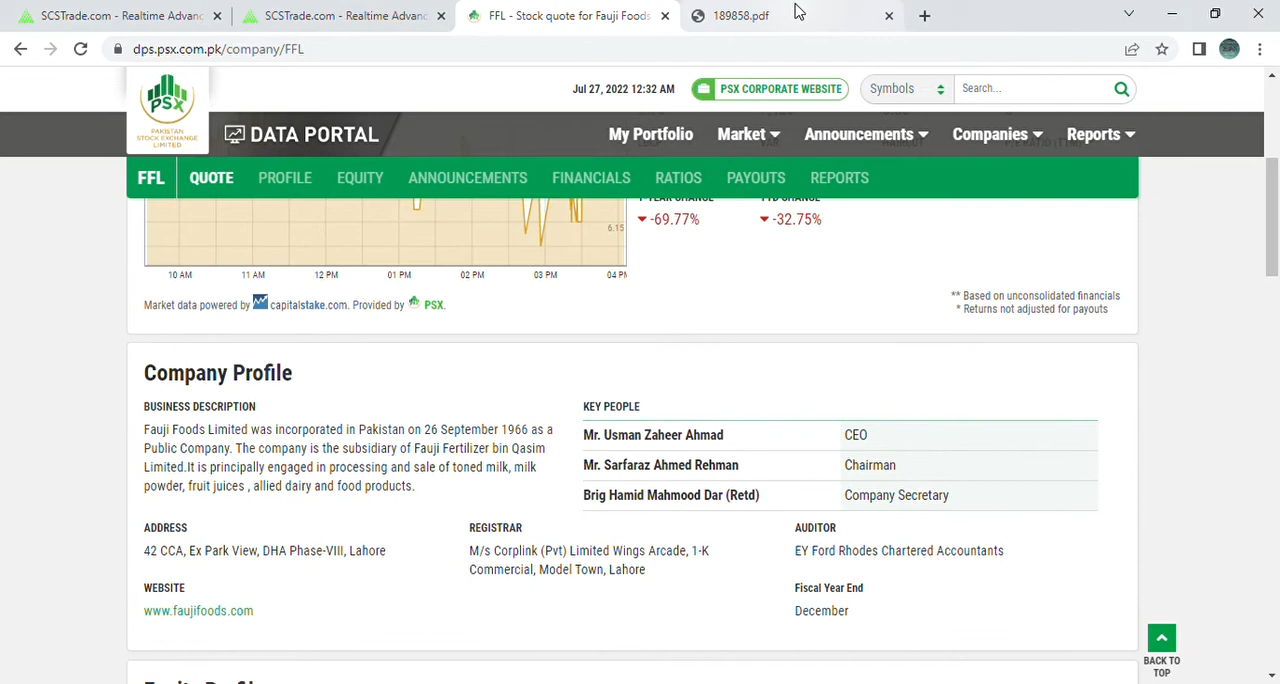 SCSTrade.com - Realtime Advanc
SCSTrade.com - Realtime Advanc
FFL - Stock quote for Fauji Foods
189858.pdf
dps.psx.com.pk/company/FFL
PSX
PAKISTAN
STOCK EXCHANGE
LIMITED
Jul 27, 2022 12:32 AM
PSX CORPORATE WEBSITE
Symbols
Search...
DATA PORTAL
My Portfolio
Market
Announcements
Companies
Reports
FFL
QUOTE
PROFILE
EQUITY
ANNOUNCEMENTS
FINANCIALS
RATIOS
PAYOUTS
REPORTS
1-YEAR CHANGE
YTD CHANGE
-69.77%
-32.75%
6.15
10 AM
11 AM
12 PM
01 PM
02 PM
03 PM
04 PM
Market data powered by capitalstake.com. Provided by PSX.
** Based on unconsolidated financials
* Returns not adjusted for payouts
Company Profile
BUSINESS DESCRIPTION
Fauji Foods Limited was incorporated in Pakistan on 26 September 1966 as a
Public Company. The company is the subsidiary of Fauji Fertilizer bin Qasim
Limited.It is principally engaged in processing and sale of toned milk, milk
powder, fruit juices , allied dairy and food products.
KEY PEOPLE
Mr. Usman Zaheer Ahmad CEO
Mr. Sarfaraz Ahmed Rehman Chairman
Brig Hamid Mahmood Dar (Retd) Company Secretary
ADDRESS
42 CCA, Ex Park View, DHA Phase-VIII, Lahore
REGISTRAR
M/s Corplink (Pvt) Limited Wings Arcade, 1-K
Commercial, Model Town, Lahore
AUDITOR
EY Ford Rhodes Chartered Accountants
WEBSITE
www.faujifoods.com
Fiscal Year End
December
BACK TO
TOP